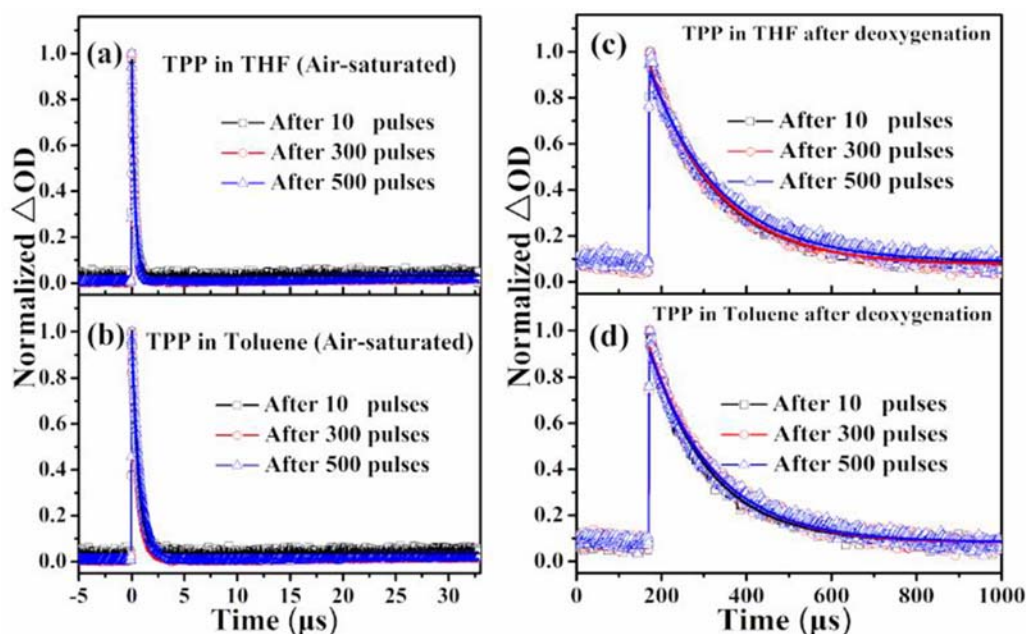 (a)
TPP in THF (Air-saturated)
After 10 pulses
After 300 pulses
After 500 pulses
Normalized △OD
1.0
0.8
0.6
0.4
0.2
0.0
(b)
TPP in Toluene (Air-saturated)
After 10 pulses
After 300 pulses
After 500 pulses
1.0
0.8
0.6
0.4
0.2
0.0
-5 0 5 10 15 20 25 30
Time (μs)
(c)
TPP in THF after deoxygenation
After 10 pulses
After 300 pulses
After 500 pulses
Normalized △OD
1.0
0.8
0.6
0.4
0.2
0.0
(d)
TPP in Toluene after deoxygenation
After 10 pulses
After 300 pulses
After 500 pulses
1.0
0.8
0.6
0.4
0.2
0.0
0 200 400 600 800 1000
Time (μs)